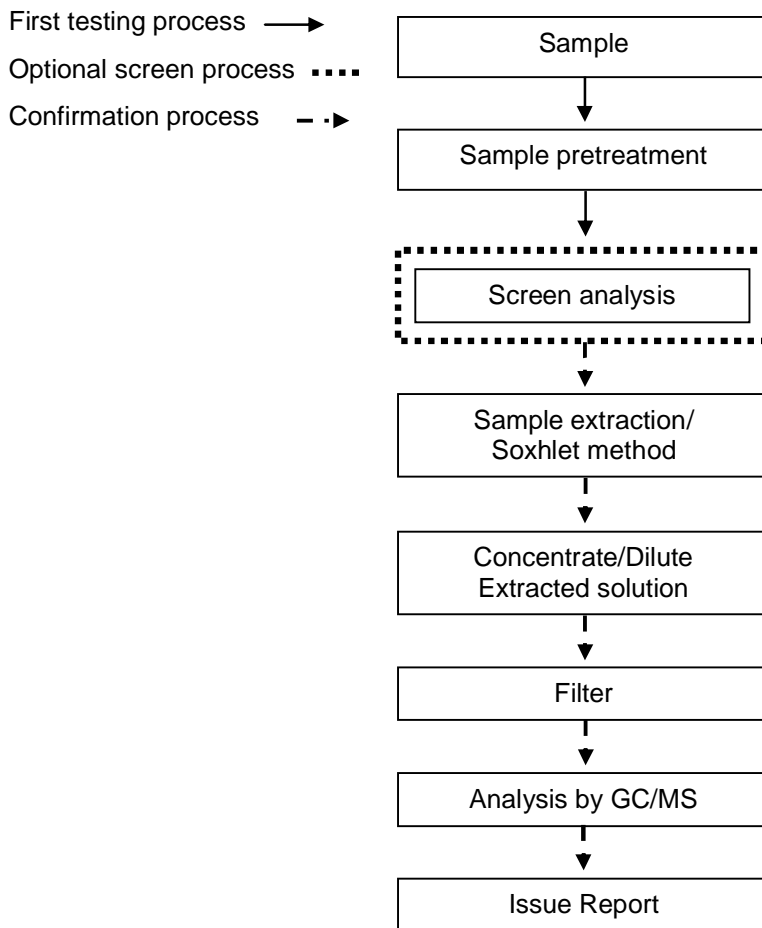 First testing process
Optional screen process
Confirmation process
Sample
Sample pretreatment
Screen analysis
Sample extraction/
Soxhlet method
Concentrate/Dilute
Extracted solution
Filter
Analysis by GC/MS
Issue Report